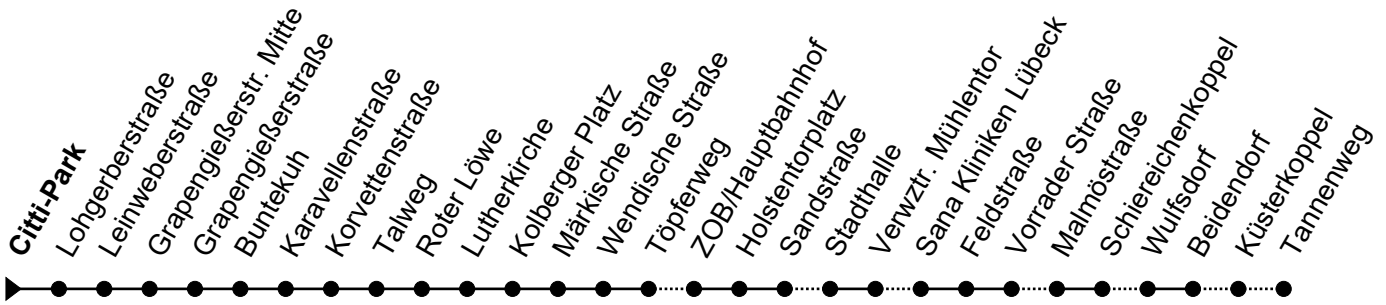 Citti-Park
Lohgerberstraße
Leinweberstraße
Grapengießerstr. Mitte
Grapengießerstraße
Buntekuh
Karavellenstraße
Korvettenstraße
Talweg
Roter Löwe
Lutherkirche
Kolberger Platz
Märkische Straße
Wendische Straße
Töpferweg
ZOB/Hauptbahnhof
Holstentorplatz
Sandstraße
Stadthalle
Verwztr. Mühlentor
Sana Kliniken Lübeck
Feldstraße
Vorrader Straße
Malmöstraße
Schiereichenkoppel
Wulfsdorf
Beidendorf
Küsterkoppel
Tannenweg